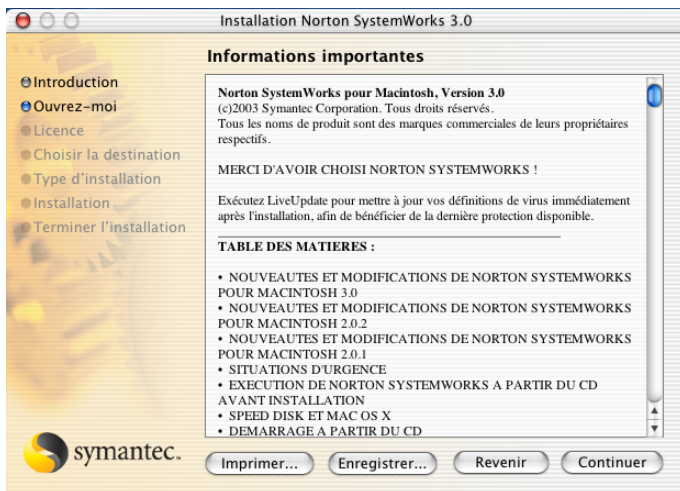 Installation Norton SystemWorks 3.0
Informations importantes
Introduction
Ouvrez-moi
Licence
Choisir la destination
Type d'installation
Installation
Terminer l'installation
Norton SystemWorks pour Macintosh, Version 3.0
(c)2003 Symantec Corporation. Tous droits réservés.
Tous les noms de produit sont des marques commerciales de leurs propriétaires
respectifs.
MERCI D'AVOIR CHOISI NORTON SYSTEMWORKS !
Exécutez LiveUpdate pour mettre à jour vos définitions de virus immédiatement
après l'installation, afin de bénéficier de la dernière protection disponible.
TABLE DES MATIERES :
• NOUVEAUTES ET MODIFICATIONS DE NORTON SYSTEMWORKS
POUR MACINTOSH 3.0
• NOUVEAUTES ET MODIFICATIONS DE NORTON SYSTEMWORKS
POUR MACINTOSH 2.0.2
• NOUVEAUTES ET MODIFICATIONS DE NORTON SYSTEMWORKS
POUR MACINTOSH 2.0.1
• SITUATIONS D'URGENCE
• EXECUTION DE NORTON SYSTEMWORKS A PARTIR DU CD
AVANT INSTALLATION
• SPEED DISK ET MAC OS X
• DEMARRAGE A PARTIR DU CD
symantec.
Imprimer...
Enregistrer...
Revenir
Continuer